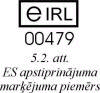 e IRL
00479
5.2. att.
ES apstiprinājuma
marķējuma piemērs